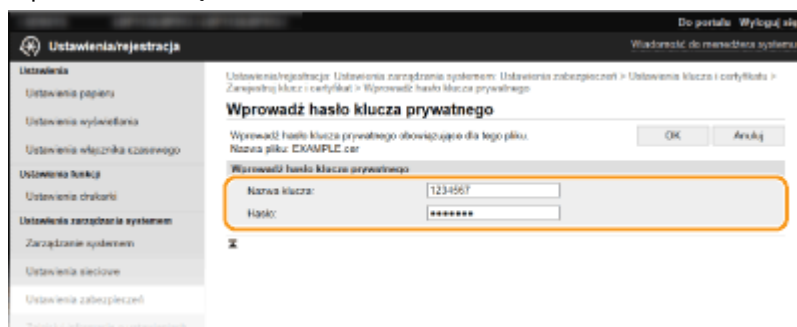 Do portalu Wyloguj się
Ustawienia/rejestracja
Wiadomość do menedżera systemu
Ustawienia
Ustawienia papieru
Ustawienia wyświetlania
Ustawienia włącznika czasowego
Ustawienia funkcji
Ustawienia drukarki
Ustawienia zarządzania systemem
Zarządzanie systemem
Ustawienia sieciowe
Ustawienia zabezpieczeń
Ustawienia/rejestracja: Ustawienia zarządzania systemem: Ustawienia zabezpieczeń > Ustawienia klucza i certyfikatu >
Zarejestruj klucz i certyfikat > Wprowadź hasło klucza prywatnego
Wprowadź hasło klucza prywatnego
Wprowadź hasło klucza prywatnego obowiązujące dla tego pliku.
Nazwa pliku: EXAMPLE.cer
OK Anuluj
Wprowadź hasło klucza prywatnego
Nazwa klucza: 1234567
Hasło: •••••••